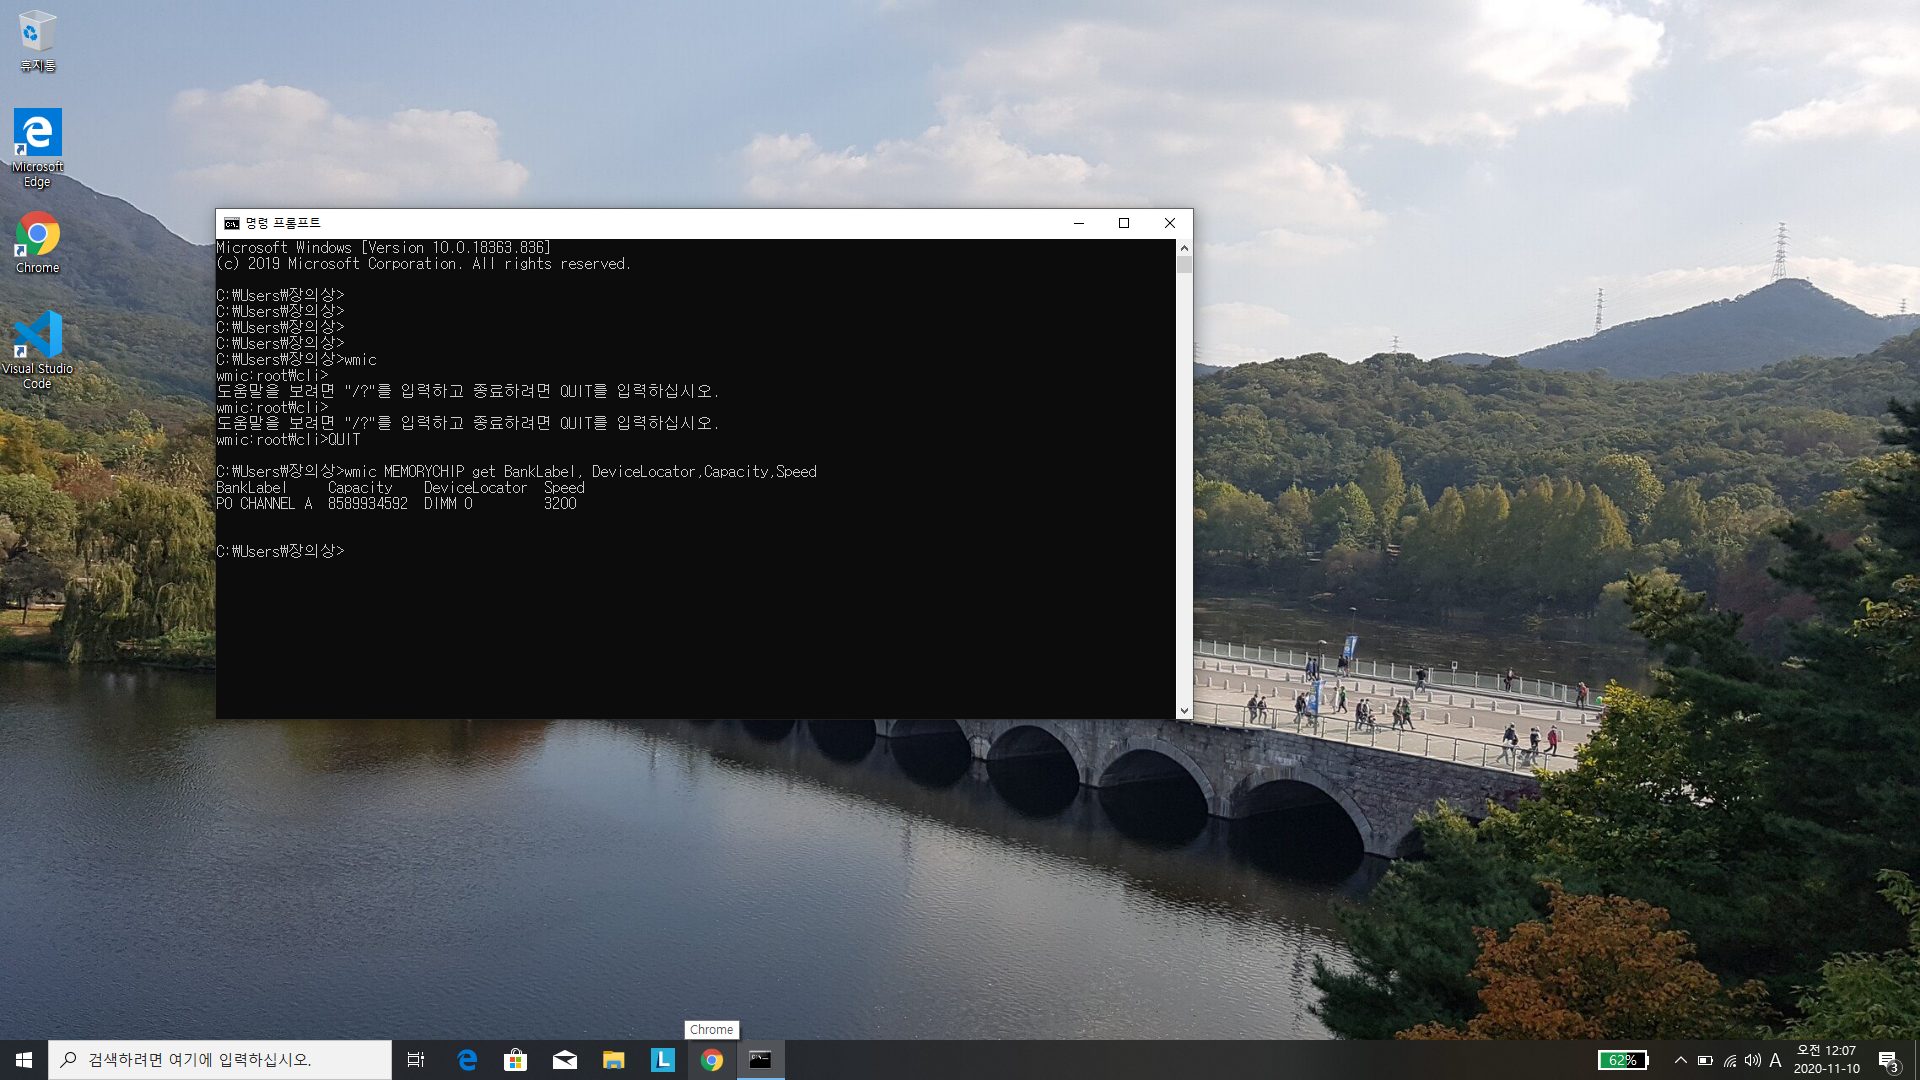 휴지통
Microsoft
Edge
Chrome
Visual Studio
Code
명령 프롬프트
Microsoft Windows [Version 10.0.18363.836]
(c) 2019 Microsoft Corporation. All rights reserved.
C:₩Users₩장의상>
C:₩Users₩장의상>
C:₩Users₩장의상>
C:₩Users₩장의상>
C:₩Users₩장의상>wmic
wmic:root₩cli>
도움말을 보려면 "/?"를 입력하고 종료하려면 QUIT를 입력하십시오.
wmic:root₩cli>
도움말을 보려면 "/?"를 입력하고 종료하려면 QUIT를 입력하십시오.
wmic:root₩cli>QUIT
C:₩Users₩장의상>wmic MEMORYCHIP get BankLabel, DeviceLocator,Capacity,Speed
BankLabel Capacity DeviceLocator Speed
P0 CHANNEL A 8589934592 DIMM 0 3200
C:₩Users₩장의상>
Chrome
검색하려면 여기에 입력하십시오.
62%
A
오전 12:07
2020-11-10
3